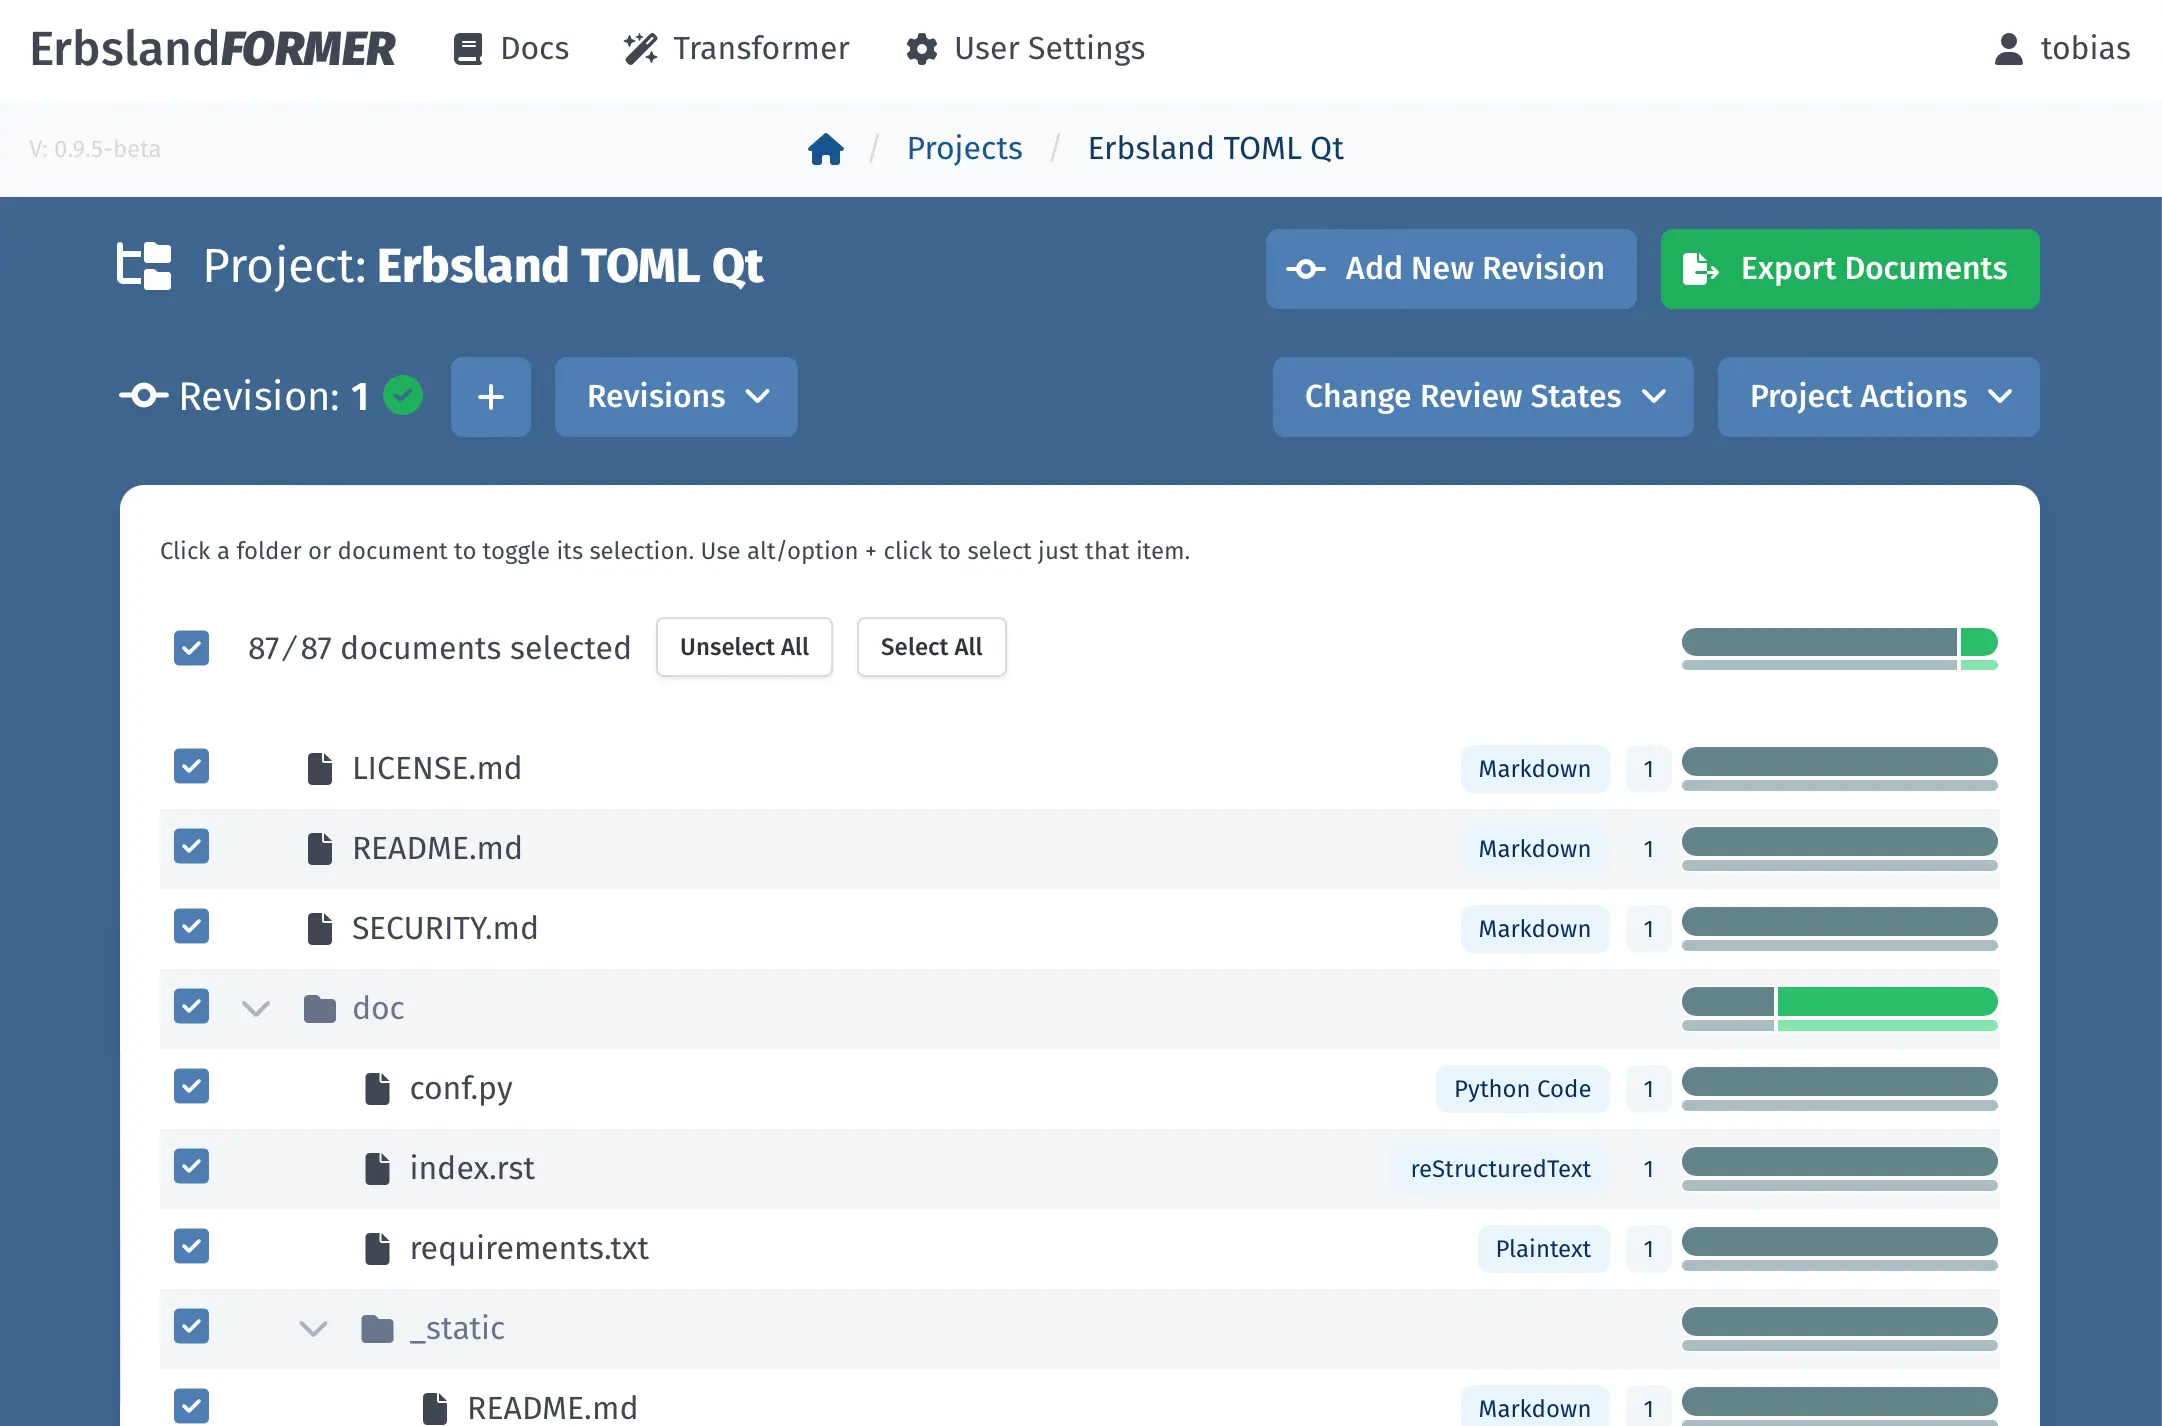 ErbslandFORMER Docs Transformer User Settings tobias
V: 0.9.5-beta / Projects / Erbsland TOML Qt
Project: Erbsland TOML Qt Add New Revision Export Documents
Revision: 1 + Revisions Change Review States Project Actions
Click a folder or document to toggle its selection. Use alt/option + click to select just that item.
87/87 documents selected Unselect All Select All
LICENSE.md Markdown 1
README.md Markdown 1
SECURITY.md Markdown 1
doc
conf.py Python Code 1
index.rst reStructuredText 1
requirements.txt Plaintext 1
_static
README.md Markdown 1